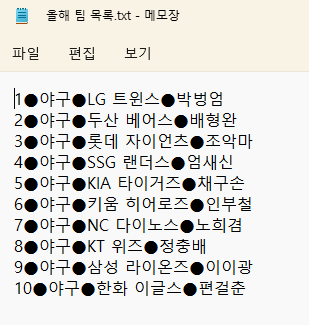 올해 팀 목록.txt - 메모장
파일 편집 보기
1●야구●LG 트윈스●박벙엄
2●야구●두산 베어스●배형완
3●야구●롯데 자이언츠●조악마
4●야구●SSG 랜더스●엄새신
5●야구●KIA 타이거즈●채구손
6●야구●키움 히어로즈●인부철
7●야구●NC 다이노스●노희겸
8●야구●KT 위즈●정충배
9●야구●삼성 라이온즈●이이광
10●야구●한화 이글스●편걸준